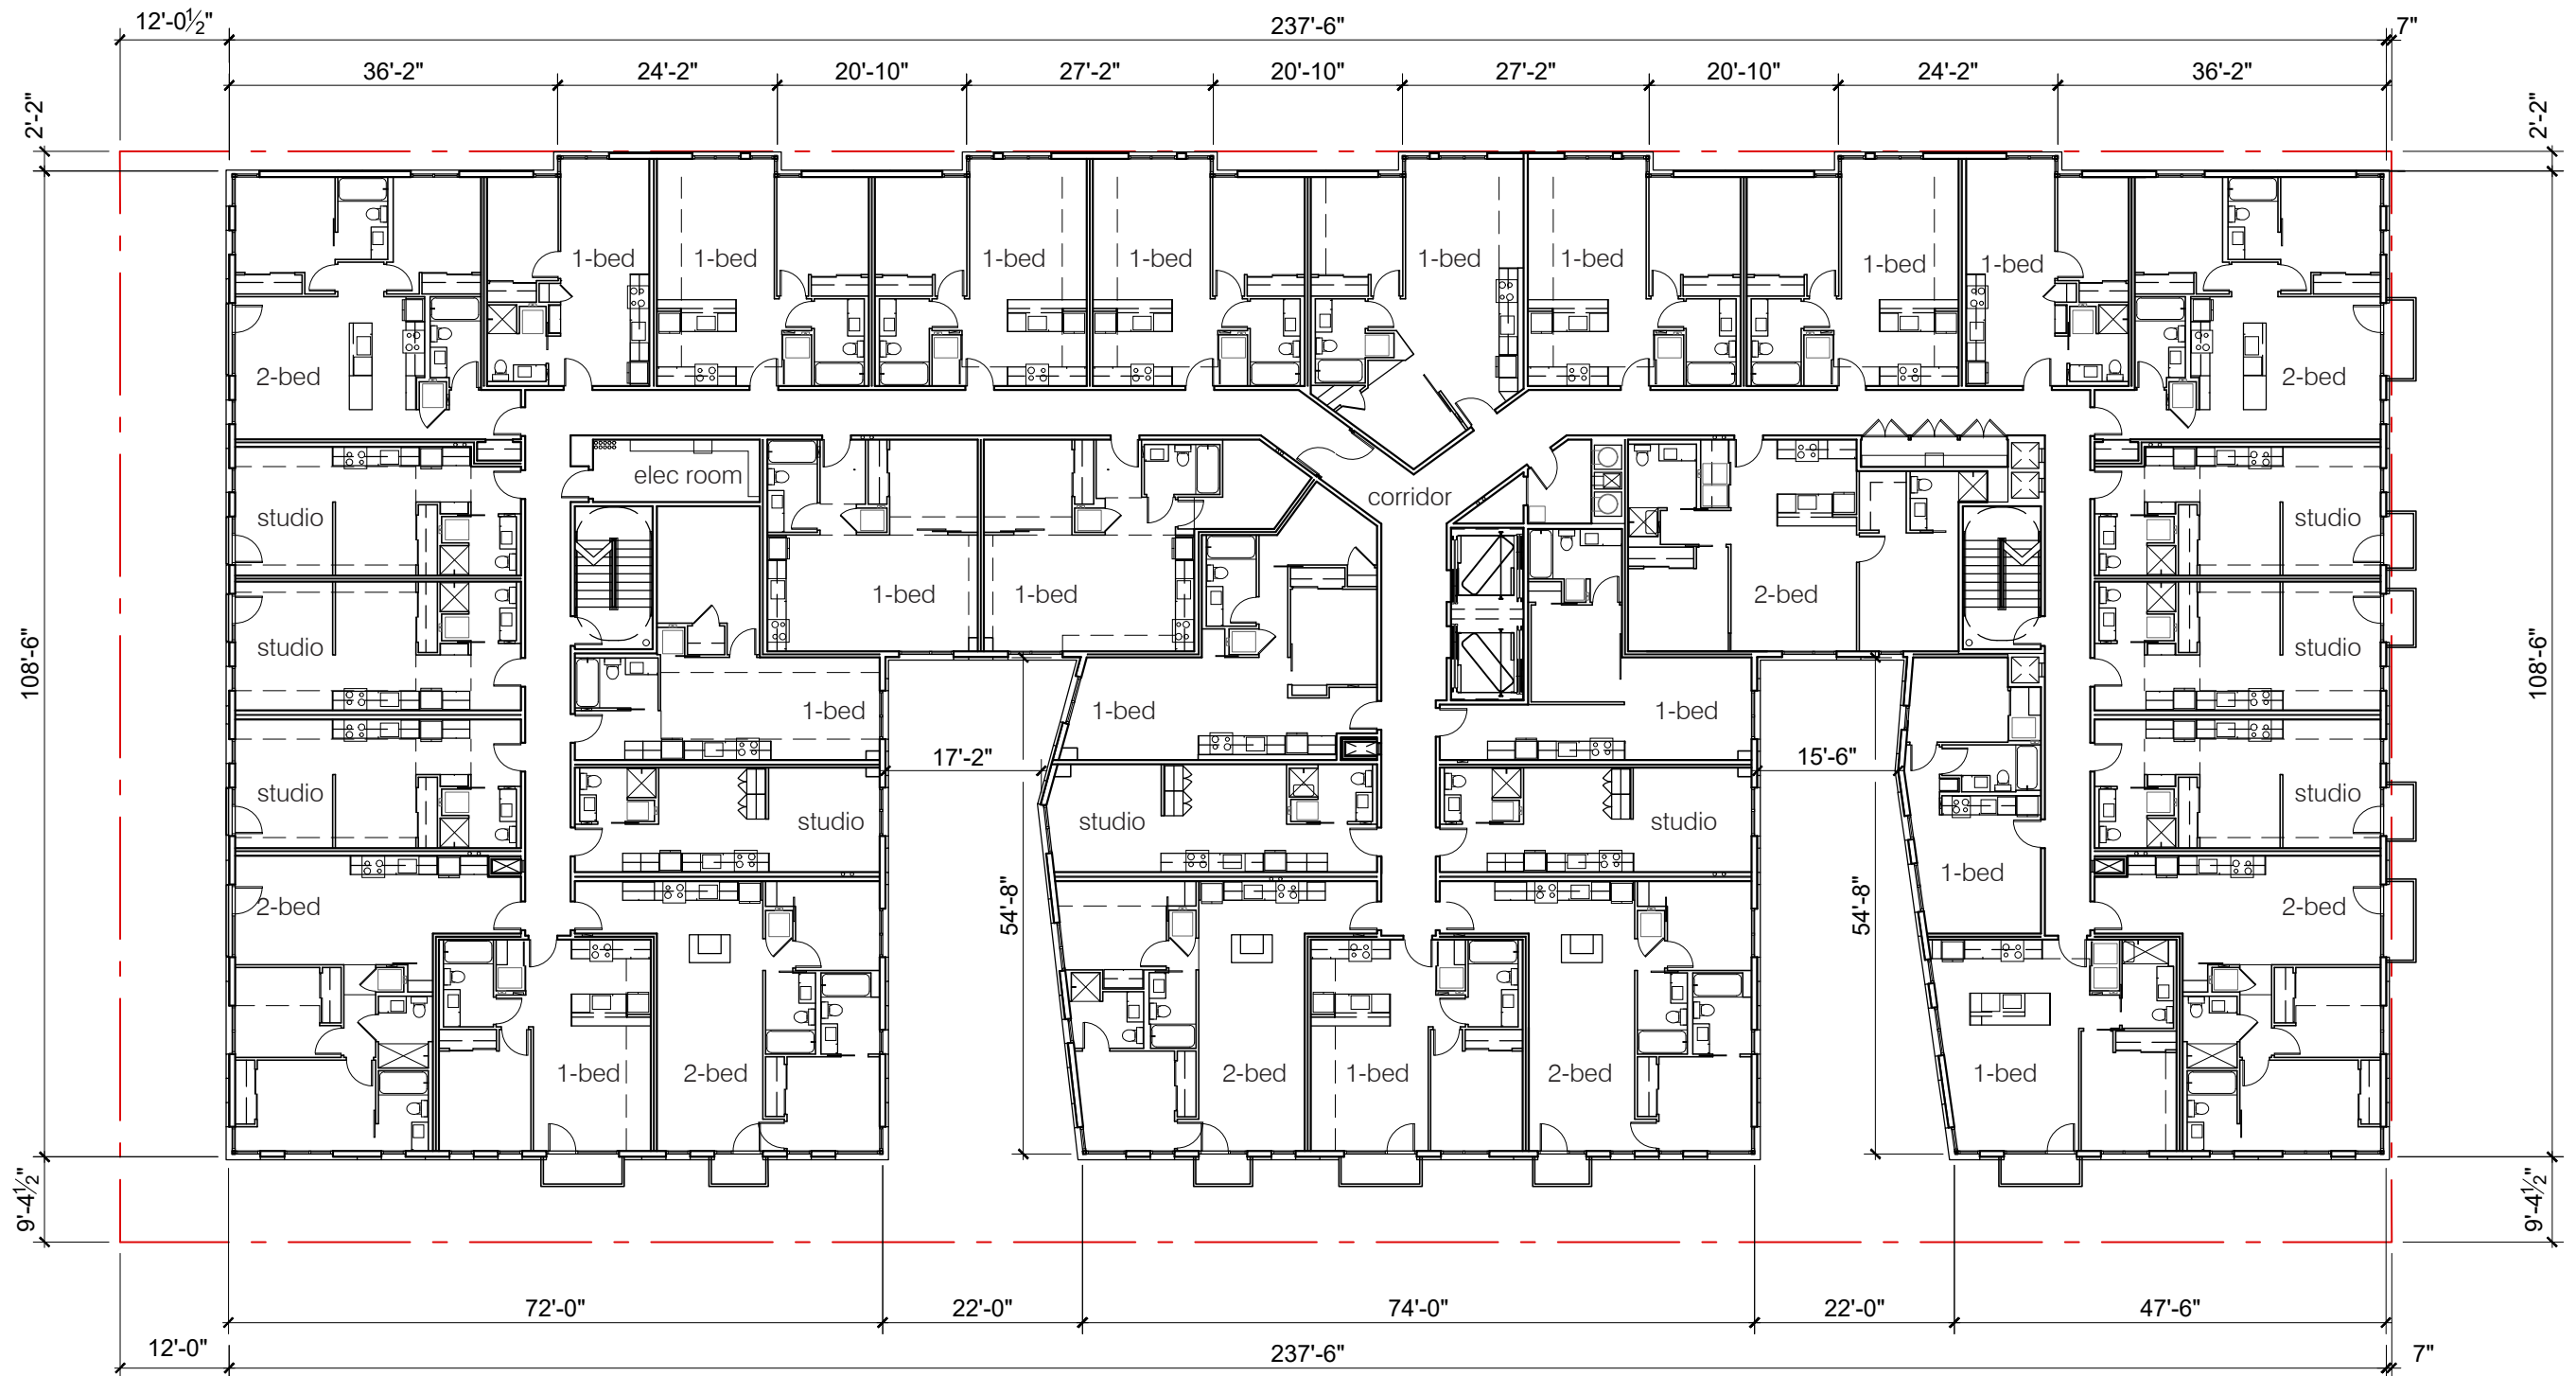 12'-0½" 237'-6" 7"
36'-2" 24'-2" 20'-10" 27'-2" 20'-10" 27'-2" 20'-10" 24'-2" 36'-2"
2'-2" 2'-2"
1-bed 1-bed 1-bed 1-bed 1-bed 1-bed 1-bed 1-bed
2-bed 2-bed
elec room
corridor
studio studio
1-bed 1-bed 2-bed
studio studio
108'-6" 108'-6"
1-bed 1-bed 1-bed
17'-2" 15'-6"
studio studio
studio studio studio
1-bed
2-bed 54'-8" 54'-8" 2-bed
1-bed 2-bed 2-bed 1-bed 2-bed 1-bed
9'-4½" 9'-4½"
72'-0" 22'-0" 74'-0" 22'-0" 47'-6"
12'-0" 237'-6" 7"